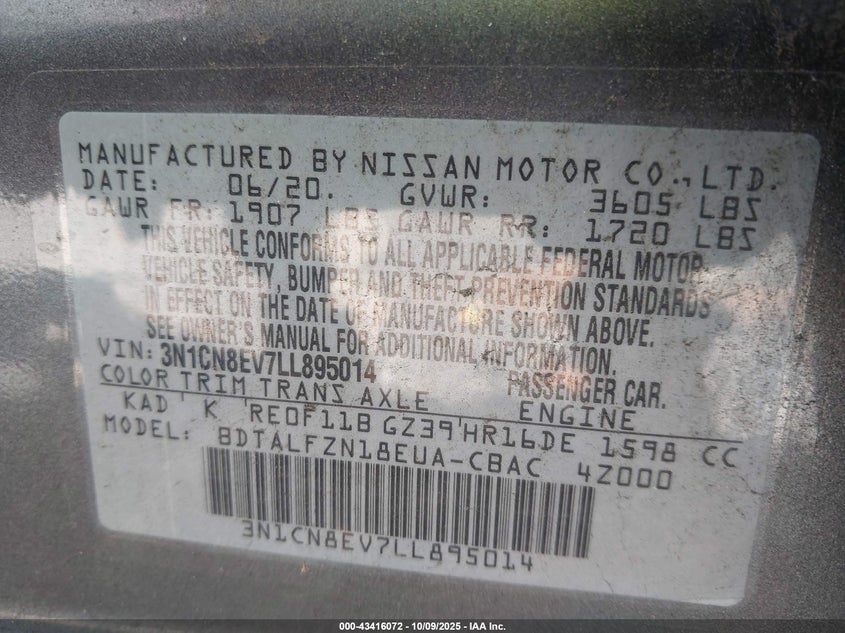 MANUFACTURED BY NISSAN MOTOR CO.,LTD.
DATE: 06/20. GVWR: 3605 LBS
GAWR FR: 1907 LBS GAWR RR: 1720 LBS
THIS VEHICLE CONFORMS TO ALL APPLICABLE FEDERAL MOTOR
VEHICLE SAFETY, BUMPER AND THEFT PREVENTION STANDARDS
IN EFFECT ON THE DATE OF MANUFACTURE SHOWN ABOVE.
SEE OWNER'S MANUAL FOR ADDITIONAL INFORMATION.
VIN: 3N1CN8EV7LL895014 PASSENGER CAR.
COLOR TRIM TRANS AXLE ENGINE
KAD K RE0F11B GZ39 HR16DE 1598 CC
MODEL: BDTALFZN18EUA-CBAC 4Z000
3N1CN8EV7LL895014
000-43416072 | 10/09/2025 | IAA Inc.